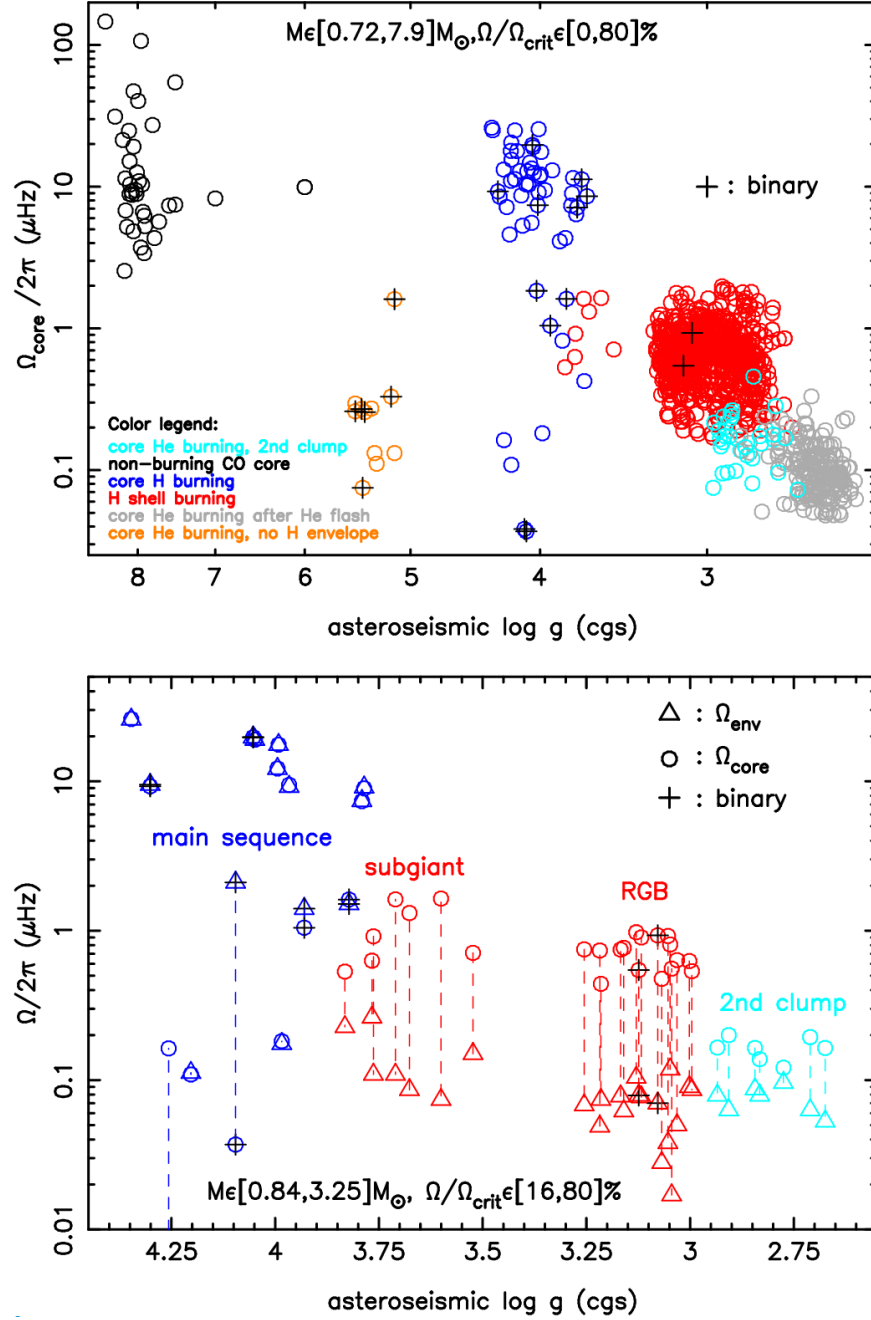 Mϵ[0.72,7.9]M⊙,Ω/Ωcritϵ[0,80]%
100
10
1
0.1
Ωcore/2π (μHz)
+ : binary
Color legend:
core He burning, 2nd clump
non-burning CO core
core H burning
H shell burning
core He burning after He flash
core He burning, no H envelope
8 7 6 5 4 3
asteroseismic log g (cgs)
△ : Ωenv
○ : Ωcore
+ : binary
10
1
0.1
0.01
Ω/2π (μHz)
main sequence
subgiant
RGB
2nd clump
Mϵ[0.84,3.25]M⊙, Ω/Ωcritϵ[16,80]%
4.25 4 3.75 3.5 3.25 3 2.75
asteroseismic log g (cgs)